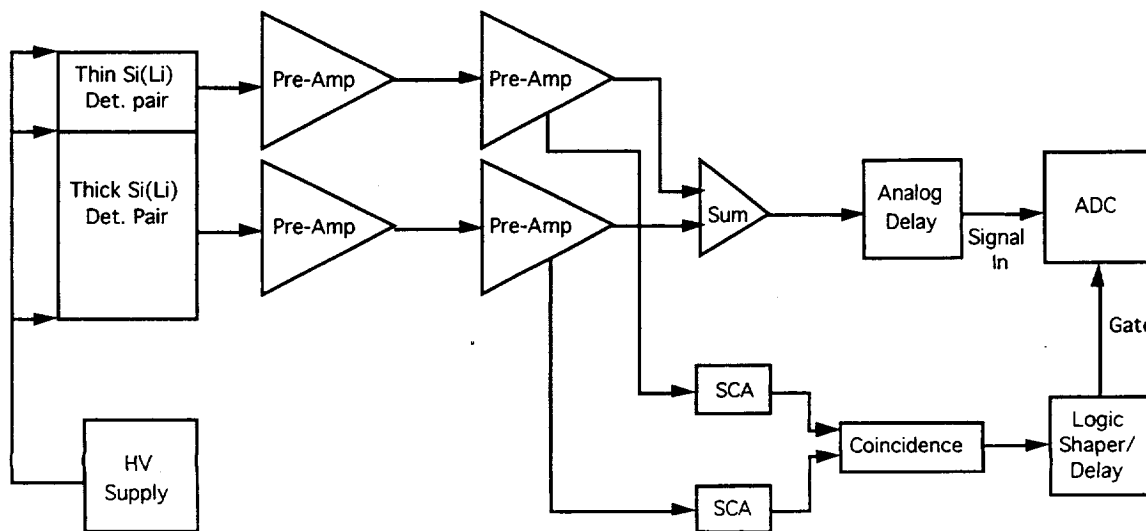 Thin Si(Li)
Det. pair
Pre-Amp
Pre-Amp
Thick Si(Li)
Det. Pair
Pre-Amp
Pre-Amp
Sum
Analog
Delay
Signal
In
ADC
Gate
SCA
SCA
Coincidence
Logic
Shaper/
Delay
HV
Supply